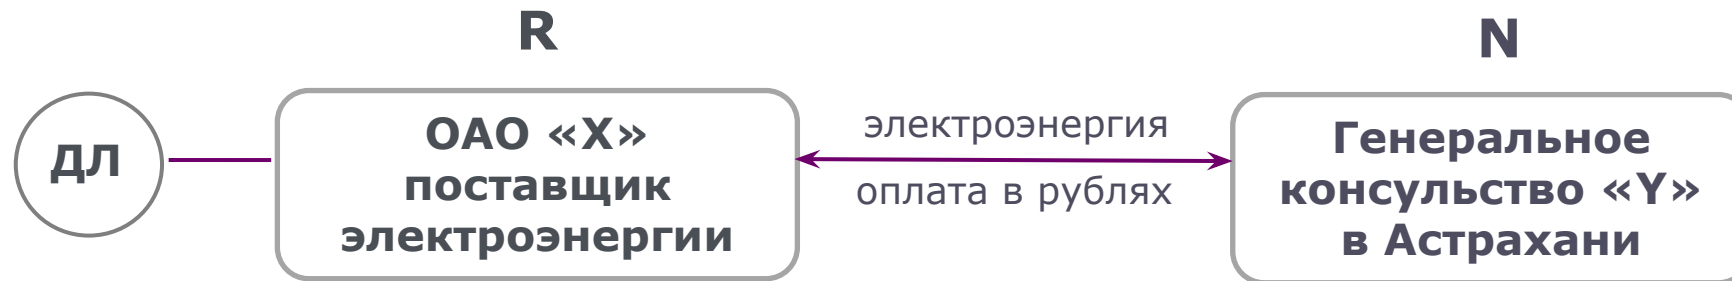 R
N
ДЛ
ОАО «X»
поставщик
электроэнергии
электроэнергия
оплата в рублях
Генеральное
консульство «Y»
в Астрахани